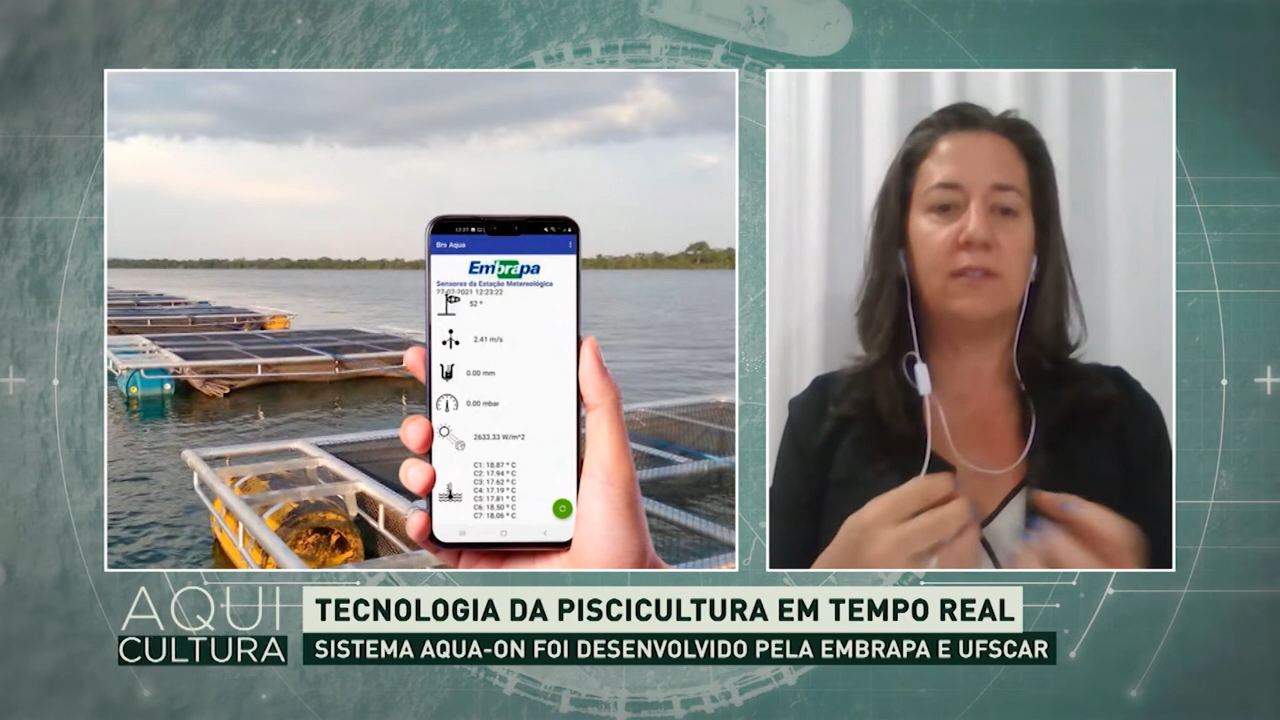 12:27
Brs Aqua
Embrapa
Sensores da Estação Metereológica
27-07-2021 12:23:22
52 °
2.41 m/s
0.00 mm
0.00 mbar
2633.33 W/m^2
C1: 18.87 ° C
C2: 17.94 ° C
C3: 17.62 ° C
C4: 17.19 ° C
C5: 17.81 ° C
C6: 18.50 ° C
C7: 18.06 ° C
AQUI
CULTURA
TECNOLOGIA DA PISCICULTURA EM TEMPO REAL
SISTEMA AQUA-ON FOI DESENVOLVIDO PELA EMBRAPA E UFSCAR